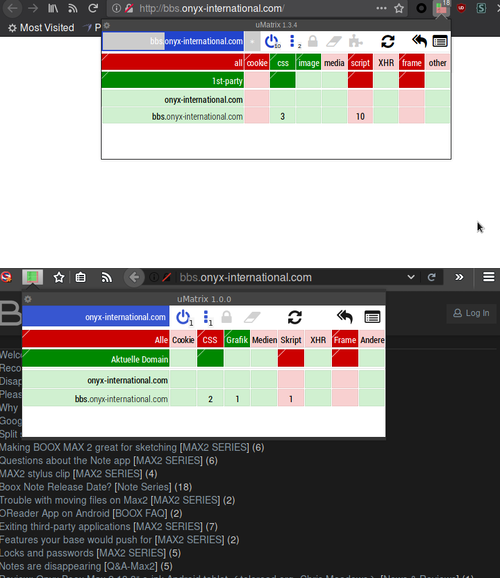 http://bbs.onyx-international.com/
18
Most Visited P
uMatrix 1.3.4
bbs.onyx-international.com * 10 2
all cookie css image media script XHR frame other
1st-party
onyx-international.com
bbs.onyx-international.com 3 10
bbs.onyx-international.com
uMatrix 1.0.0
B
onyx-international.com 1 1
Log In
Alle Cookie CSS Grafik Medien Skript XHR Frame Andere
Aktuelle Domain
Welc
Reco
onyx-international.com
Disap
Pleas
bbs.onyx-international.com 2 1 1
Why
Goog
Split
Making BOOX MAX 2 great for sketching [MAX2 SERIES] (6)
Questions about the Note app [MAX2 SERIES] (6)
MAX2 stylus clip [MAX2 SERIES] (4)
Boox Note Release Date? [Note Series] (18)
Trouble with moving files on Max2 [MAX2 SERIES] (2)
OReader App on Android [BOOX FAQ] (2)
Exiting third-party applications [MAX2 SERIES] (7)
Features your base would push for [MAX2 SERIES] (2)
Locks and passwords [MAX2 SERIES] (5)
Notes are disappearing [Q&A-Max2] (5)